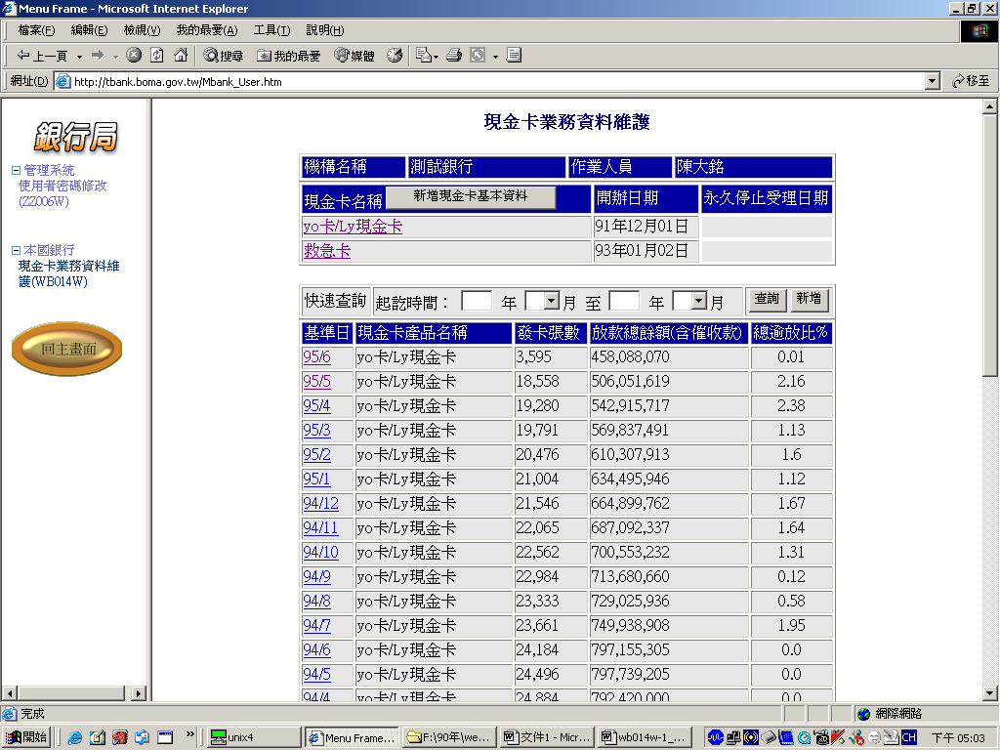 Menu Frame - Microsoft Internet Explorer
檔案(F) 編輯(E) 檢視(V) 我的最愛(A) 工具(T) 說明(H)
上一頁 搜尋 我的最愛 媒體
網址(D) http://tbank.boma.gov.tw/Mbank_User.htm 移至
銀行局
管理系統
使用者密碼修改
(ZZ006W)
本國銀行
現金卡業務資料維
護(WB014W)
回主畫面
現金卡業務資料維護
機構名稱 測試銀行 作業人員 陳大銘
現金卡名稱 新增現金卡基本資料 開辦日期 永久停止受理日期
yo卡/Ly現金卡 91年12月01日
救急卡 93年01月02日
快速查詢 起訖時間： 年 月 至 年 月 查詢 新增
基準日 現金卡產品名稱 發卡張數 放款總餘額(含催收款) 總逾放比%
95/6 yo卡/Ly現金卡 3,595 458,088,070 0.01
95/5 yo卡/Ly現金卡 18,558 506,051,619 2.16
95/4 yo卡/Ly現金卡 19,280 542,915,717 2.38
95/3 yo卡/Ly現金卡 19,791 569,837,491 1.13
95/2 yo卡/Ly現金卡 20,476 610,307,913 1.6
95/1 yo卡/Ly現金卡 21,004 634,495,946 1.12
94/12 yo卡/Ly現金卡 21,546 664,899,762 1.67
94/11 yo卡/Ly現金卡 22,065 687,092,337 1.64
94/10 yo卡/Ly現金卡 22,562 700,553,232 1.31
94/9 yo卡/Ly現金卡 22,984 713,680,660 0.12
94/8 yo卡/Ly現金卡 23,333 729,025,936 0.58
94/7 yo卡/Ly現金卡 23,661 749,938,908 1.95
94/6 yo卡/Ly現金卡 24,184 797,155,305 0.0
94/5 yo卡/Ly現金卡 24,496 797,739,205 0.0
94/4 yo卡/Ly現金卡 24,884 792,420,000 0.0
完成 網際網路
開始 » unix4 Menu Frame... F:\90年\we... 文件1 - Micr... wb014w-1_... CH 下午 05:03